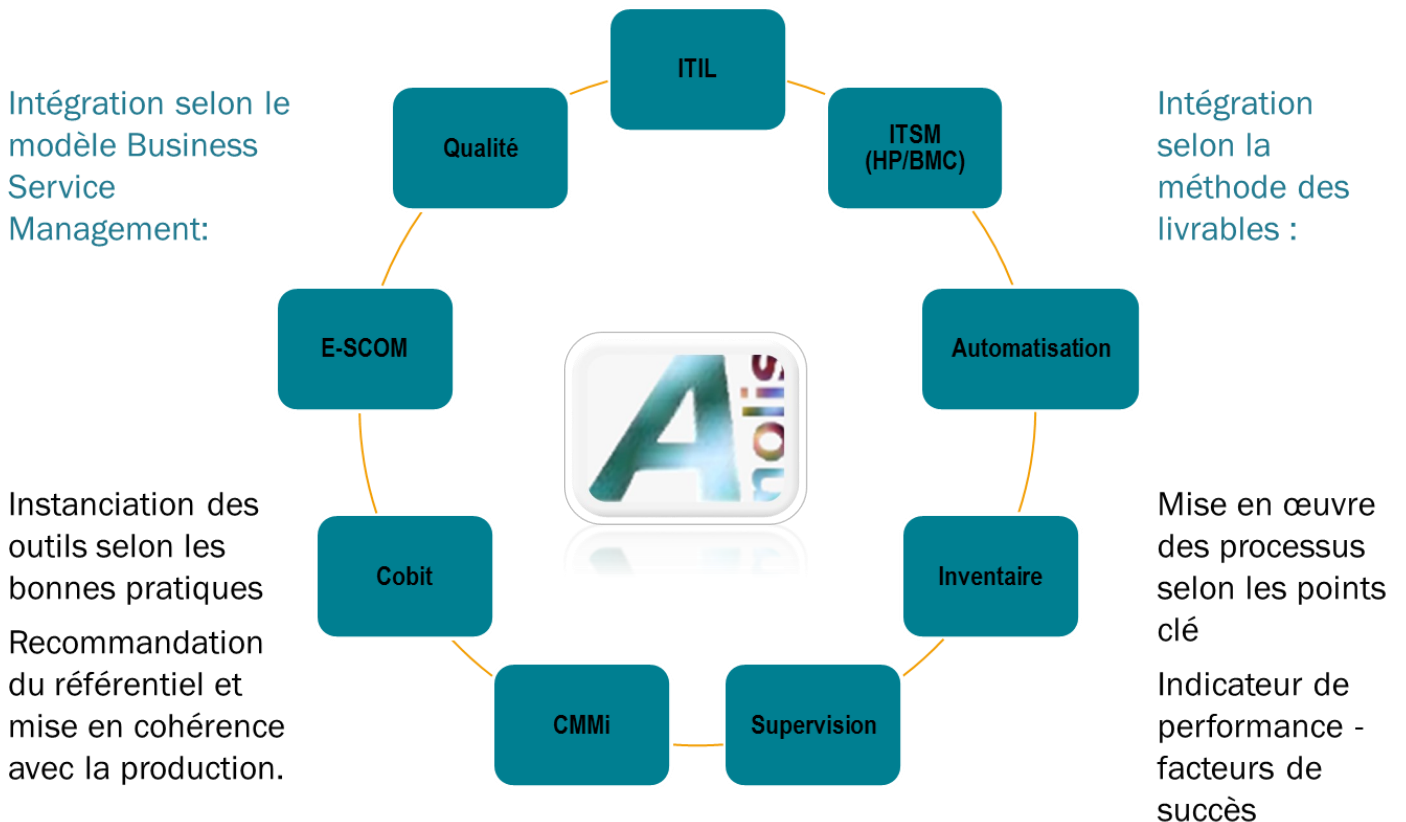 Intégration selon le
modèle Business
Service
Management:
Intégration
selon la
méthode des
livrables :
ITIL
ITSM
(HP/BMC)
Automatisation
Inventaire
Supervision
CMMi
Cobit
E-SCOM
Qualité
Anolis
Instanciation des
outils selon les
bonnes pratiques
Recommandation
du référentiel et
mise en cohérence
avec la production.
Mise en œuvre
des processus
selon les points
clé
Indicateur de
performance -
facteurs de
succès